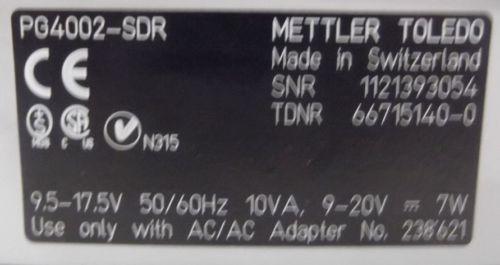 PG4002-SDR
METTLER TOLEDO
Made in Switzerland
SNR 1121393054
TDNR 66715140-0
CE
N315
9.5-17.5V 50/60Hz 10VA, 9-20V ⎓ 7W
Use only with AC/AC Adapter No. 238621